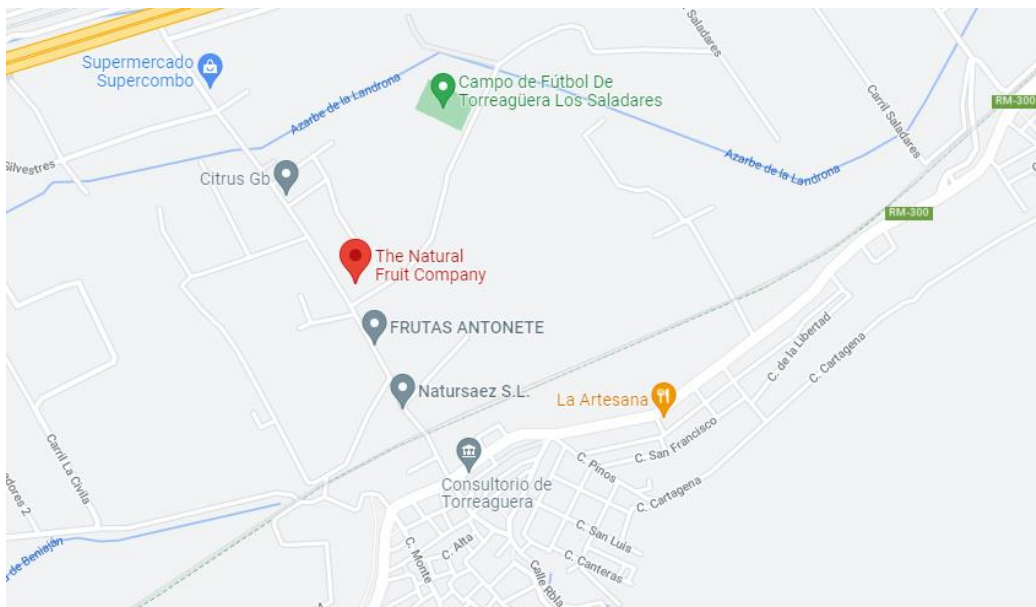 Supermercado
Supercombo
Campo de Fútbol De
Torreagüera Los Saladares
Saladares
RM-300
Azarbe de la Landrona
Carril Saladares
Silvestres
Azarbe de la Landrona
Citrus Gb
RM-300
The Natural
Fruit Company
FRUTAS ANTONETE
C. de la Libertad
C. Cartagena
Natursaez S.L.
La Artesana
C. San Francisco
Carril La Civila
C. Pinos
Consultorio de
Torreaguera
C. Cartagena
C. San Luis
C. Alta
C. Monte
C. Canteras
Calle Rbla
de Beniaján